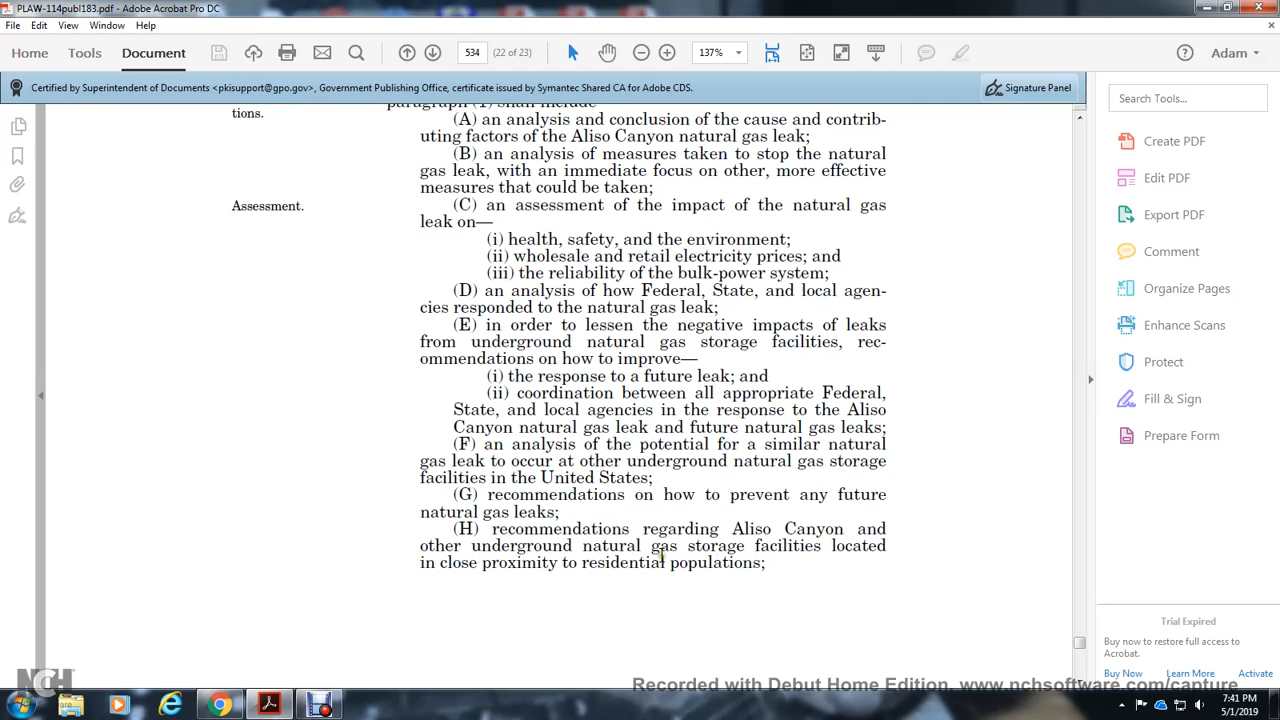 PLAW-114publ183.pdf - Adobe Acrobat Pro DC
File Edit View Window Help
Home Tools Document 534 (22 of 23) 137% Adam
Certified by Superintendent of Documents <pkisupport@gpo.gov>, Government Publishing Office, certificate issued by Symantec Shared CA for Adobe CDS.
Signature Panel
paragraph (1) shall include—
tions.
(A) an analysis and conclusion of the cause and contrib-
uting factors of the Aliso Canyon natural gas leak;
(B) an analysis of measures taken to stop the natural
gas leak, with an immediate focus on other, more effective
measures that could be taken;
Assessment.
(C) an assessment of the impact of the natural gas
leak on—
(i) health, safety, and the environment;
(ii) wholesale and retail electricity prices; and
(iii) the reliability of the bulk-power system;
(D) an analysis of how Federal, State, and local agen-
cies responded to the natural gas leak;
(E) in order to lessen the negative impacts of leaks
from underground natural gas storage facilities, rec-
ommendations on how to improve—
(i) the response to a future leak; and
(ii) coordination between all appropriate Federal,
State, and local agencies in the response to the Aliso
Canyon natural gas leak and future natural gas leaks;
(F) an analysis of the potential for a similar natural
gas leak to occur at other underground natural gas storage
facilities in the United States;
(G) recommendations on how to prevent any future
natural gas leaks;
(H) recommendations regarding Aliso Canyon and
other underground natural gas storage facilities located
in close proximity to residential populations;
Search Tools...
Create PDF
Edit PDF
Export PDF
Comment
Organize Pages
Enhance Scans
Protect
Fill & Sign
Prepare Form
Trial Expired
Buy now to restore full access to
Acrobat.
Buy Now Learn More Activate
NCH
Recorded with Debut Home Edition. www.nchsoftware.com/capture
7:41 PM
5/1/2019